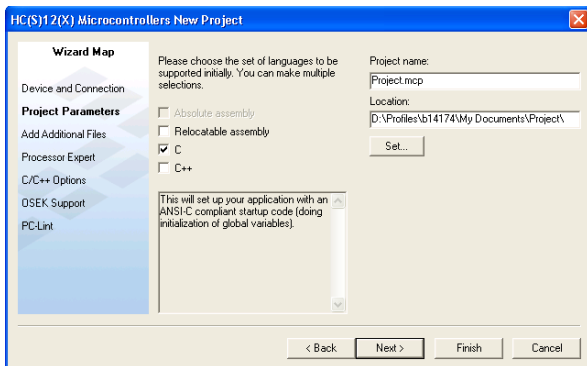 HC(S)12(X) Microcontrollers New Project
Wizard Map
Device and Connection
Project Parameters
Add Additional Files
Processor Expert
C/C++ Options
OSEK Support
PC-Lint
Please choose the set of languages to be
supported initially. You can make multiple
selections.
Absolute assembly
Relocatable assembly
C
C++
This will set up your application with an
ANSI-C compliant startup code (doing
initialization of global variables).
Project name:
Project.mcp
Location:
D:\Profiles\b14174\My Documents\Project\
Set...
< Back
Next >
Finish
Cancel